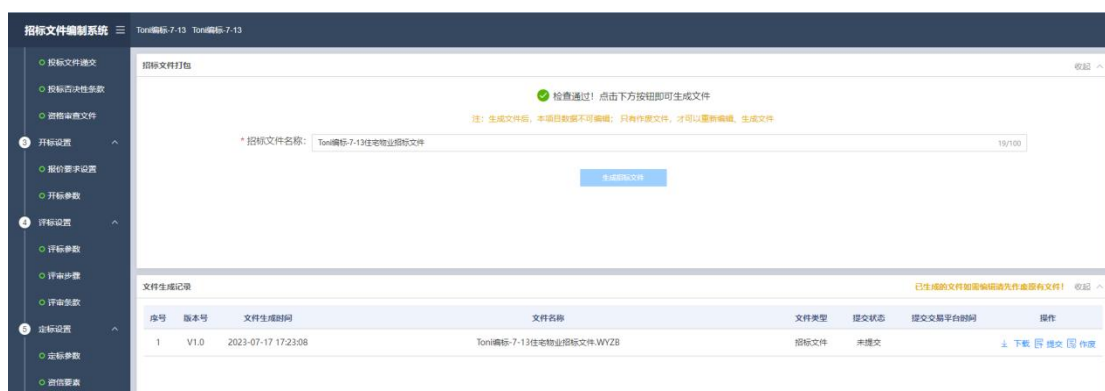 招标文件编制系统 Toni编标-7-13 Toni编标-7-13
投标文件递交
投标否决性条款
资格审查文件
3 开标设置
报价要求设置
开标参数
4 评标设置
评标参数
评审步骤
评审条款
5 定标设置
定标参数
资信要素
招标文件打包 收起
检查通过！点击下方按钮即可生成文件
注：生成文件后，本项目数据不可编辑；只有作废文件，才可以重新编辑、生成文件
* 招标文件名称： Toni编标-7-13住宅物业招标文件 19/100
生成招标文件
文件生成记录 已生成的文件如需编辑请先作废原有文件！ 收起
序号 版本号 文件生成时间 文件名称 文件类型 提交状态 提交交易平台时间 操作
1 V1.0 2023-07-17 17:23:08 Toni编标-7-13住宅物业招标文件.WYZB 招标文件 未提交 下载 提交 作废